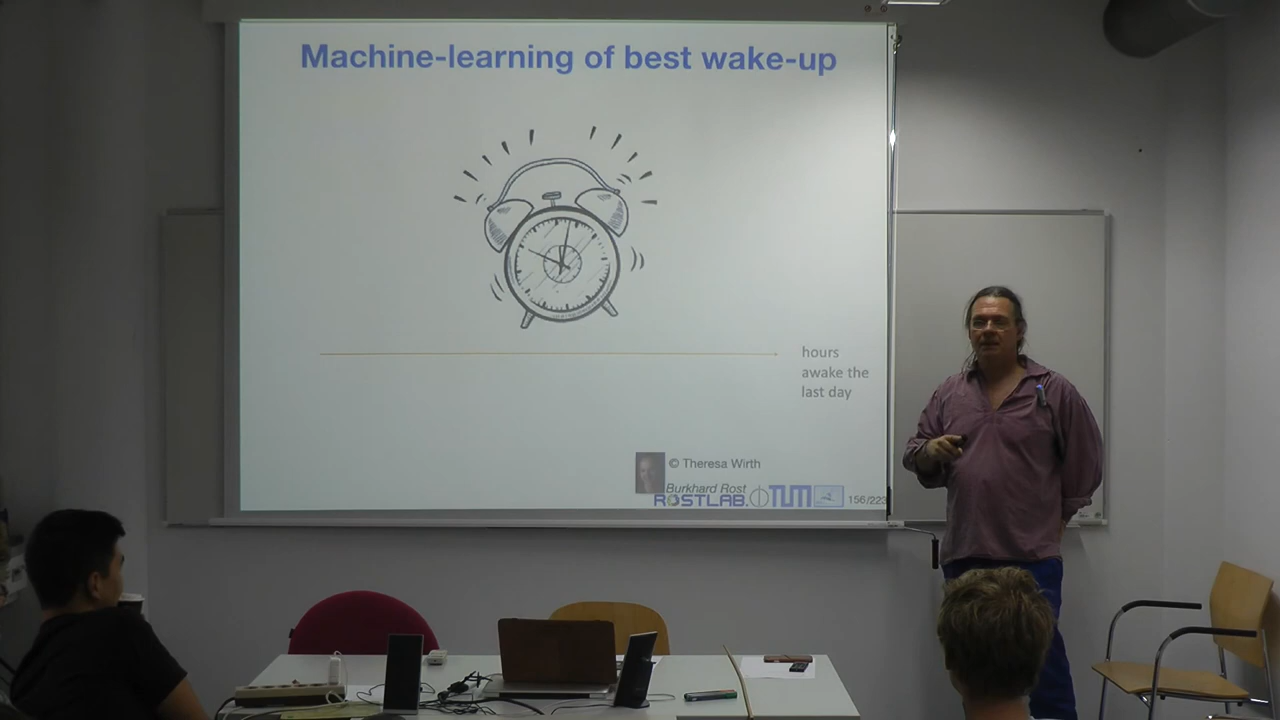 Machine-learning of best wake-up
hours
awake the
last day
© Theresa Wirth
Burkhard Rost
ROSTLAB.
TUM
156/223